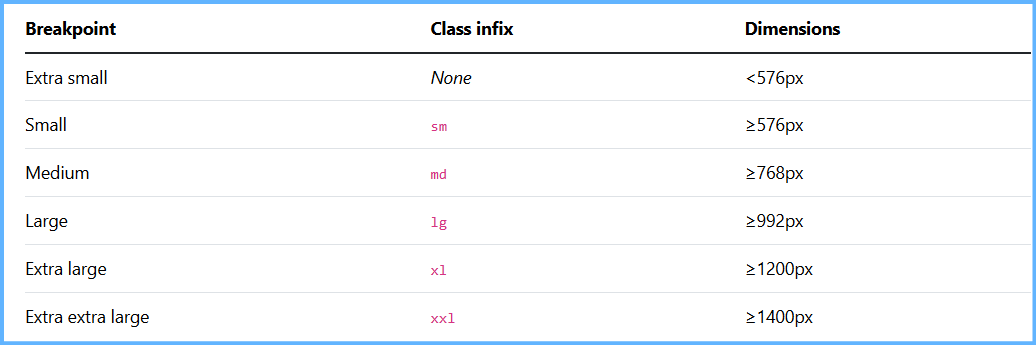 Breakpoint Class infix Dimensions
Extra small None <576px
Small sm ≥576px
Medium md ≥768px
Large lg ≥992px
Extra large xl ≥1200px
Extra extra large xxl ≥1400px